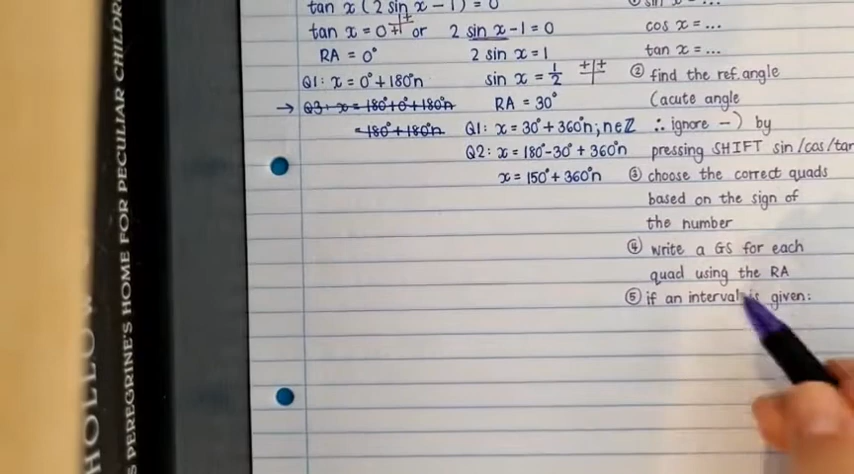 tan x (2 sin x - 1) = 0
tan x = 0 or 2 sin x - 1 = 0
RA = 0° 2 sin x = 1
Q1: x = 0° + 180°n sin x = 1/2
→ Q3: x = 180° + 0° + 180°n RA = 30°
= 180° + 180°n Q1: x = 30° + 360°n; n∈Z
Q2: x = 180° - 30° + 360°n
x = 150° + 360°n
① sin x = ...
cos x = ...
tan x = ...
② find the ref. angle
(acute angle
∴ ignore -) by
pressing SHIFT sin/cos/tan
③ choose the correct quads
based on the sign of
the number
④ write a GS for each
quad using the RA
⑤ if an interval is given:
HOLLOW
S PEREGRINE'S HOME FOR PECULIAR CHILDRE